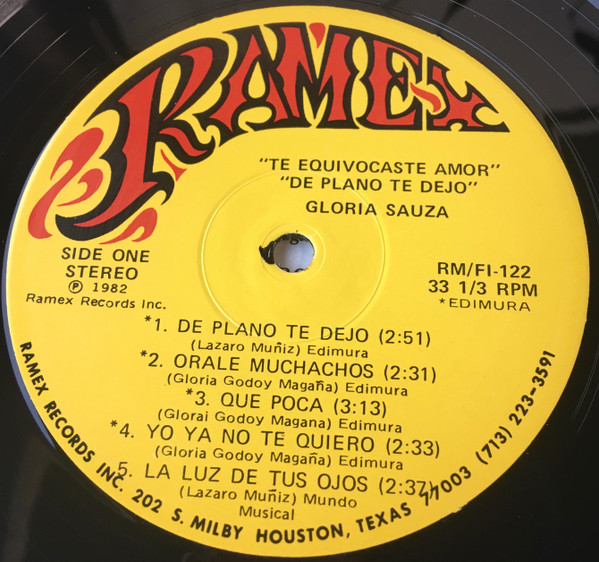 RAMEX
"TE EQUIVOCASTE AMOR"
"DE PLANO TE DEJO"
GLORIA SAUZA
SIDE ONE
STEREO
Ⓟ 1982
Ramex Records Inc.
RM/FI-122
33 1/3 RPM
*EDIMURA
*1. DE PLANO TE DEJO (2:51)
(Lazaro Muñiz) Edimura
*2. ORALE MUCHACHOS (2:31)
(Gloria Godoy Magaña) Edimura
*3. QUE POCA (3:13)
(Glorai Godoy Magana) Edimura
*4. YO YA NO TE QUIERO (2:33)
(Gloria Godoy Magaña) Edimura
5. LA LUZ DE TUS OJOS (2:37)
(Lazaro Muñiz) Mundo
Musical
RAMEX RECORDS INC. 202 S. MILBY HOUSTON, TEXAS 77003 (713) 223-3591